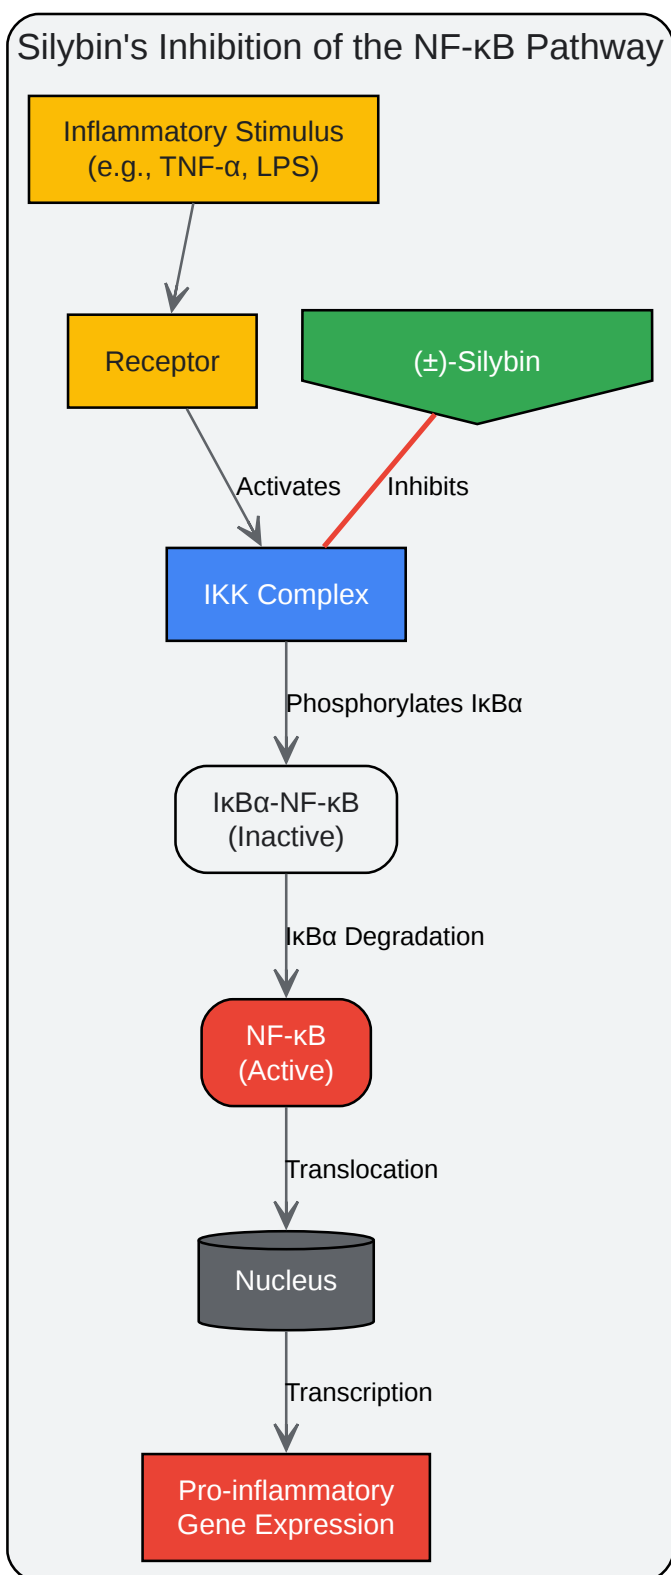 Silybin's Inhibition of the NF-κB Pathway
Inflammatory Stimulus
(e.g., TNF-α, LPS)
Receptor
(±)-Silybin
Activates
Inhibits
IKK Complex
Phosphorylates IκBα
IκBα-NF-κB
(Inactive)
IκBα Degradation
NF-κB
(Active)
Translocation
Nucleus
Transcription
Pro-inflammatory
Gene Expression